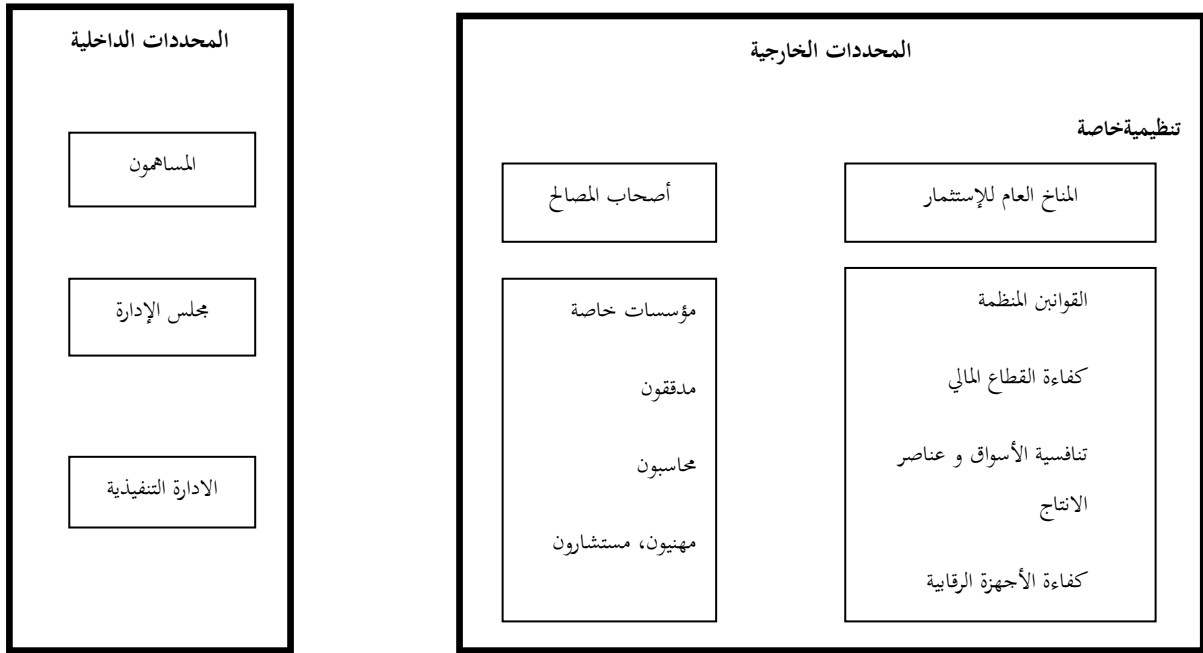 المحددات الخارجية
تنظيميةخاصة
المناخ العام للإستثمار
القوانين المنظمة
كفاءة القطاع المالي
تنافسية الأسواق و عناصر
الانتاج
كفاءة الأجهزة الرقابية
أصحاب المصالح
مؤسسات خاصة
مدققون
محاسبون
مهنيون، مستشارون
المحددات الداخلية
المساهمون
مجلس الإدارة
الادارة التنفيذية